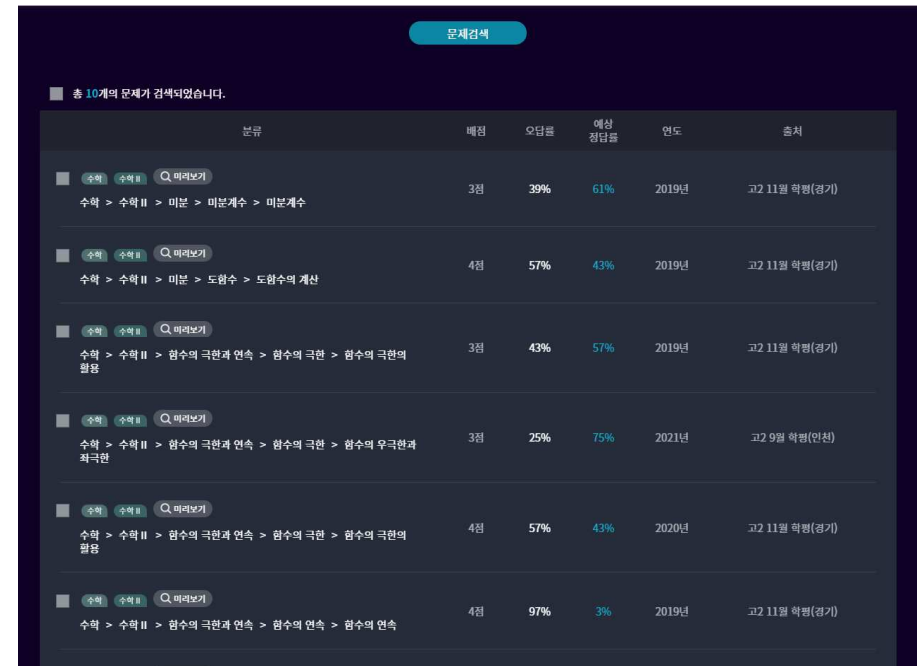 문제검색
총 10개의 문제가 검색되었습니다.
분류 배점 오답률 예상 정답률 연도 출처
수학 수학Ⅱ 미리보기
수학 > 수학Ⅱ > 미분 > 미분계수 > 미분계수
3점 39% 61% 2019년 고2 11월 학평(경기)
수학 수학Ⅱ 미리보기
수학 > 수학Ⅱ > 미분 > 도함수 > 도함수의 계산
4점 57% 43% 2019년 고2 11월 학평(경기)
수학 수학Ⅱ 미리보기
수학 > 수학Ⅱ > 함수의 극한과 연속 > 함수의 극한 > 함수의 극한의
활용
3점 43% 57% 2019년 고2 11월 학평(경기)
수학 수학Ⅱ 미리보기
수학 > 수학Ⅱ > 함수의 극한과 연속 > 함수의 극한 > 함수의 우극한과
좌극한
3점 25% 75% 2021년 고2 9월 학평(인천)
수학 수학Ⅱ 미리보기
수학 > 수학Ⅱ > 함수의 극한과 연속 > 함수의 극한 > 함수의 극한의
활용
4점 57% 43% 2020년 고2 11월 학평(경기)
수학 수학Ⅱ 미리보기
수학 > 수학Ⅱ > 함수의 극한과 연속 > 함수의 연속 > 함수의 연속
4점 97% 3% 2019년 고2 11월 학평(경기)